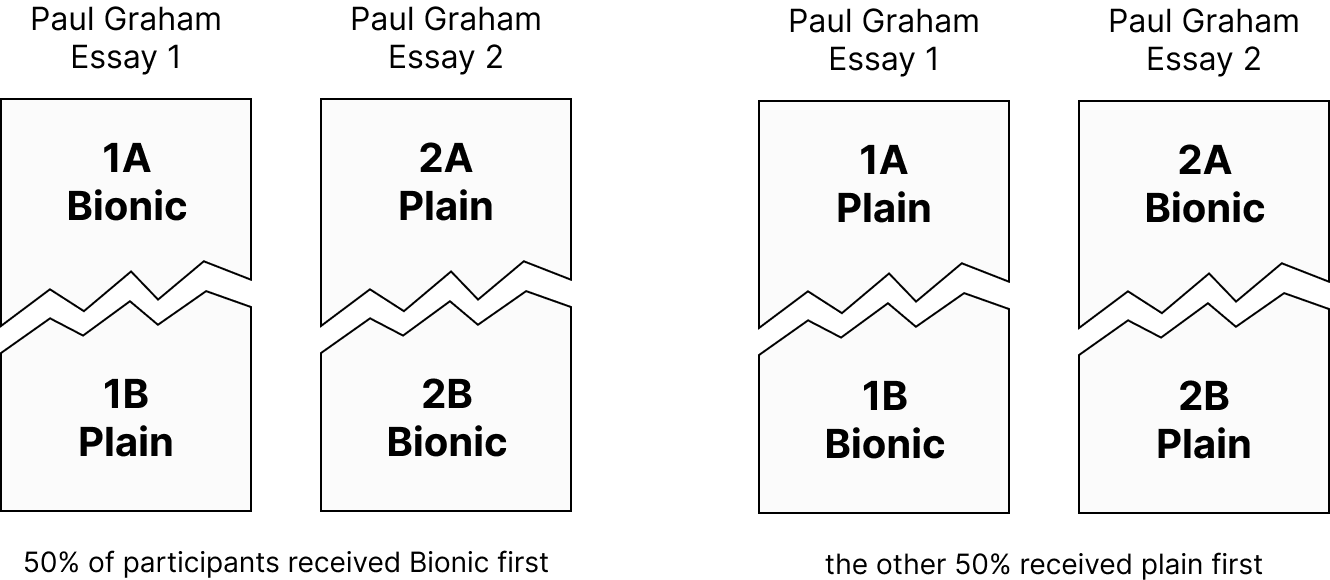 Paul Graham
Essay 1
Paul Graham
Essay 2
1A
Bionic
2A
Plain
1B
Plain
2B
Bionic
50% of participants received Bionic first
Paul Graham
Essay 1
Paul Graham
Essay 2
1A
Plain
2A
Bionic
1B
Bionic
2B
Plain
the other 50% received plain first